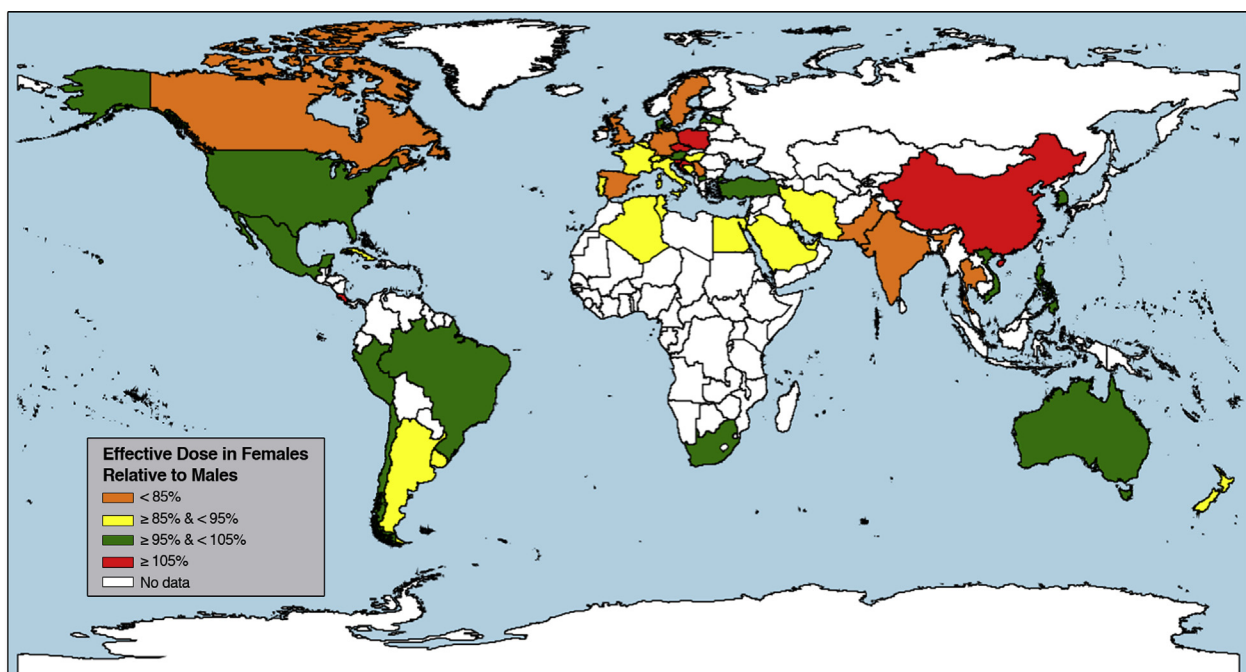 Effective Dose in Females
Relative to Males
< 85%
≥ 85% & < 95%
≥ 95% & < 105%
≥ 105%
No data